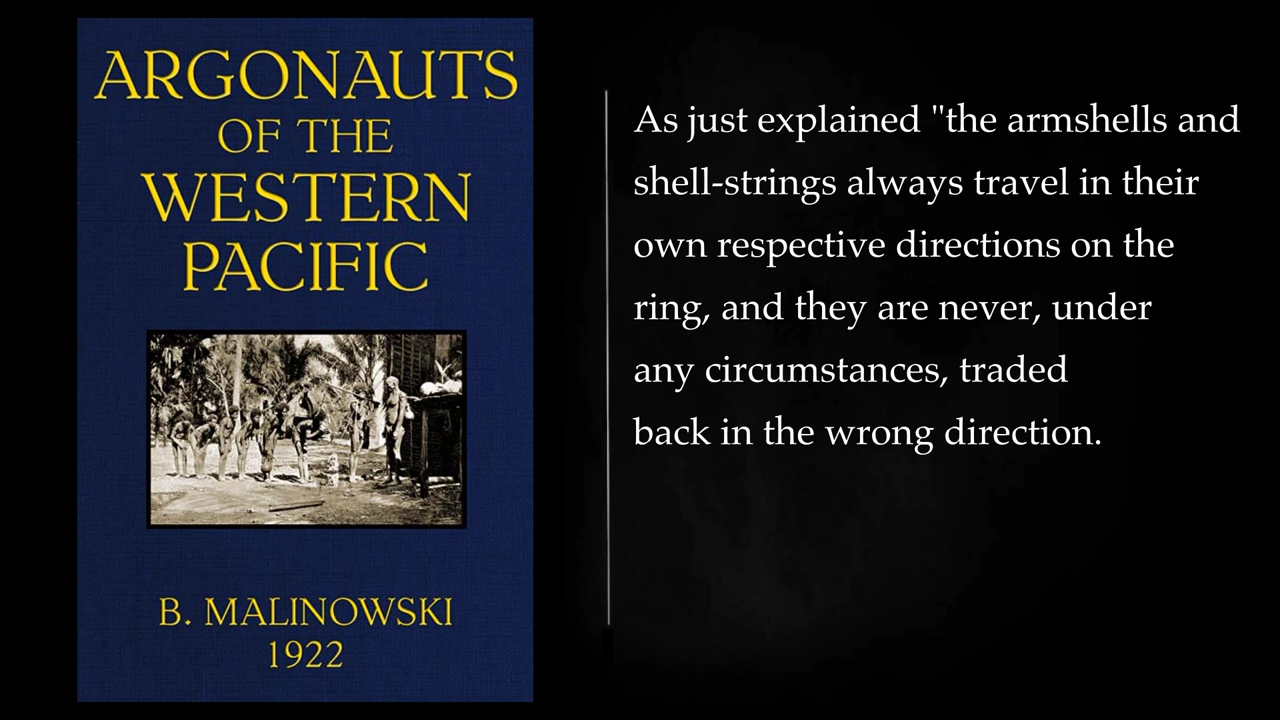 ARGONAUTS
OF THE
WESTERN
PACIFIC
B. MALINOWSKI
1922
As just explained "the armshells and
shell-strings always travel in their
own respective directions on the
ring, and they are never, under
any circumstances, traded
back in the wrong direction.